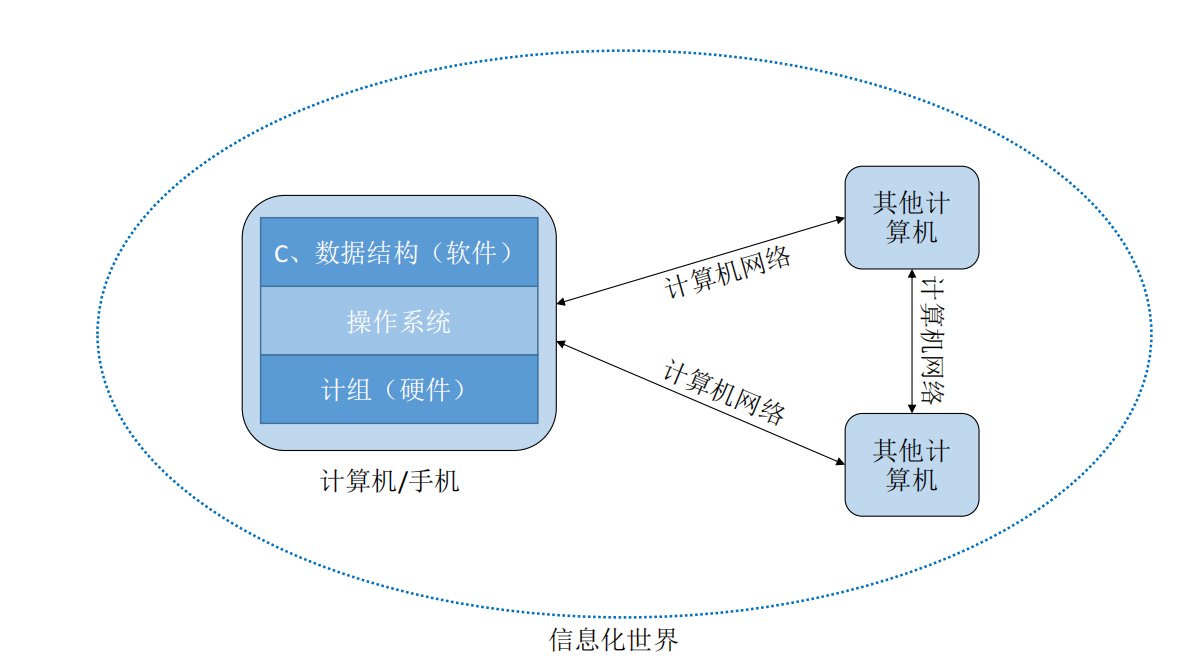 C、数据结构（软件）
操作系统
计组（硬件）
计算机/手机
计算机网络
计算机网络
其他计
算机
计算机网络
其他计
算机
信息化世界